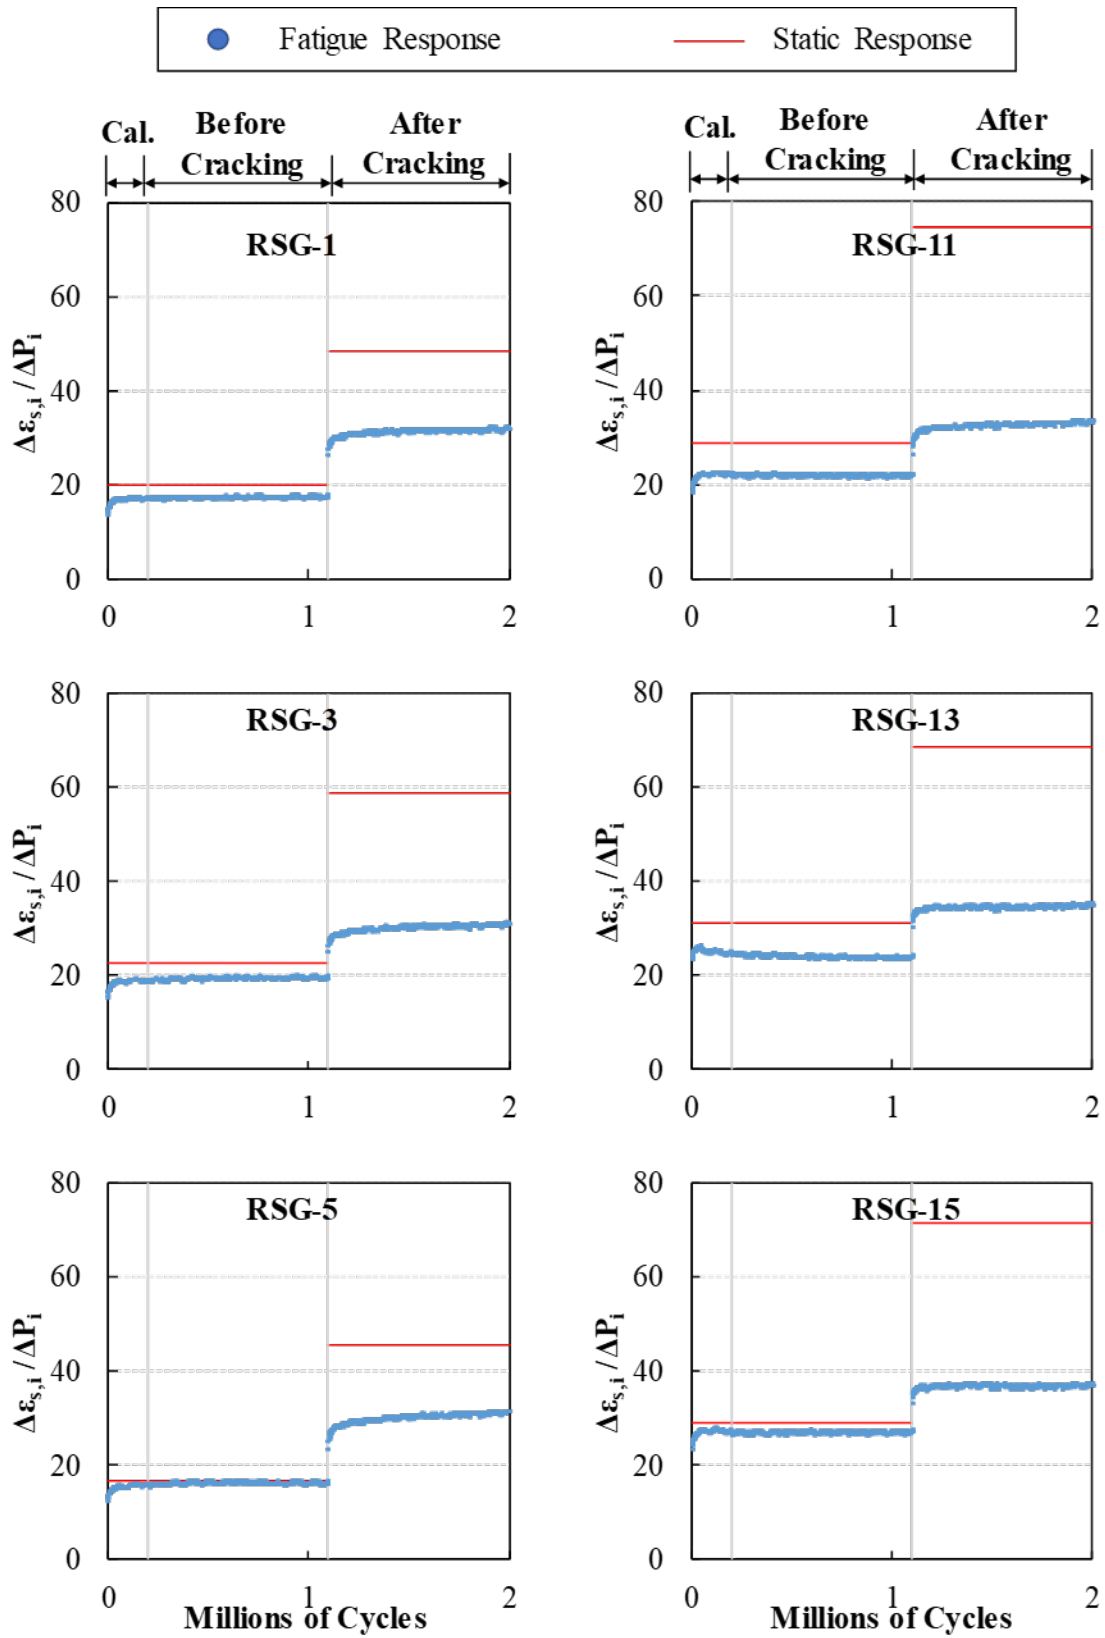 Fatigue Response Static Response
Cal. Before Cracking After Cracking
Cal. Before Cracking After Cracking
RSG-1
80
60
40
20
0
0 1 2
Δεs,i / ΔPi
RSG-11
80
60
40
20
0
0 1 2
Δεs,i / ΔPi
RSG-3
80
60
40
20
0
0 1 2
Δεs,i / ΔPi
RSG-13
80
60
40
20
0
0 1 2
Δεs,i / ΔPi
RSG-5
80
60
40
20
0
0 1 2
Δεs,i / ΔPi
Millions of Cycles
RSG-15
80
60
40
20
0
0 1 2
Δεs,i / ΔPi
Millions of Cycles